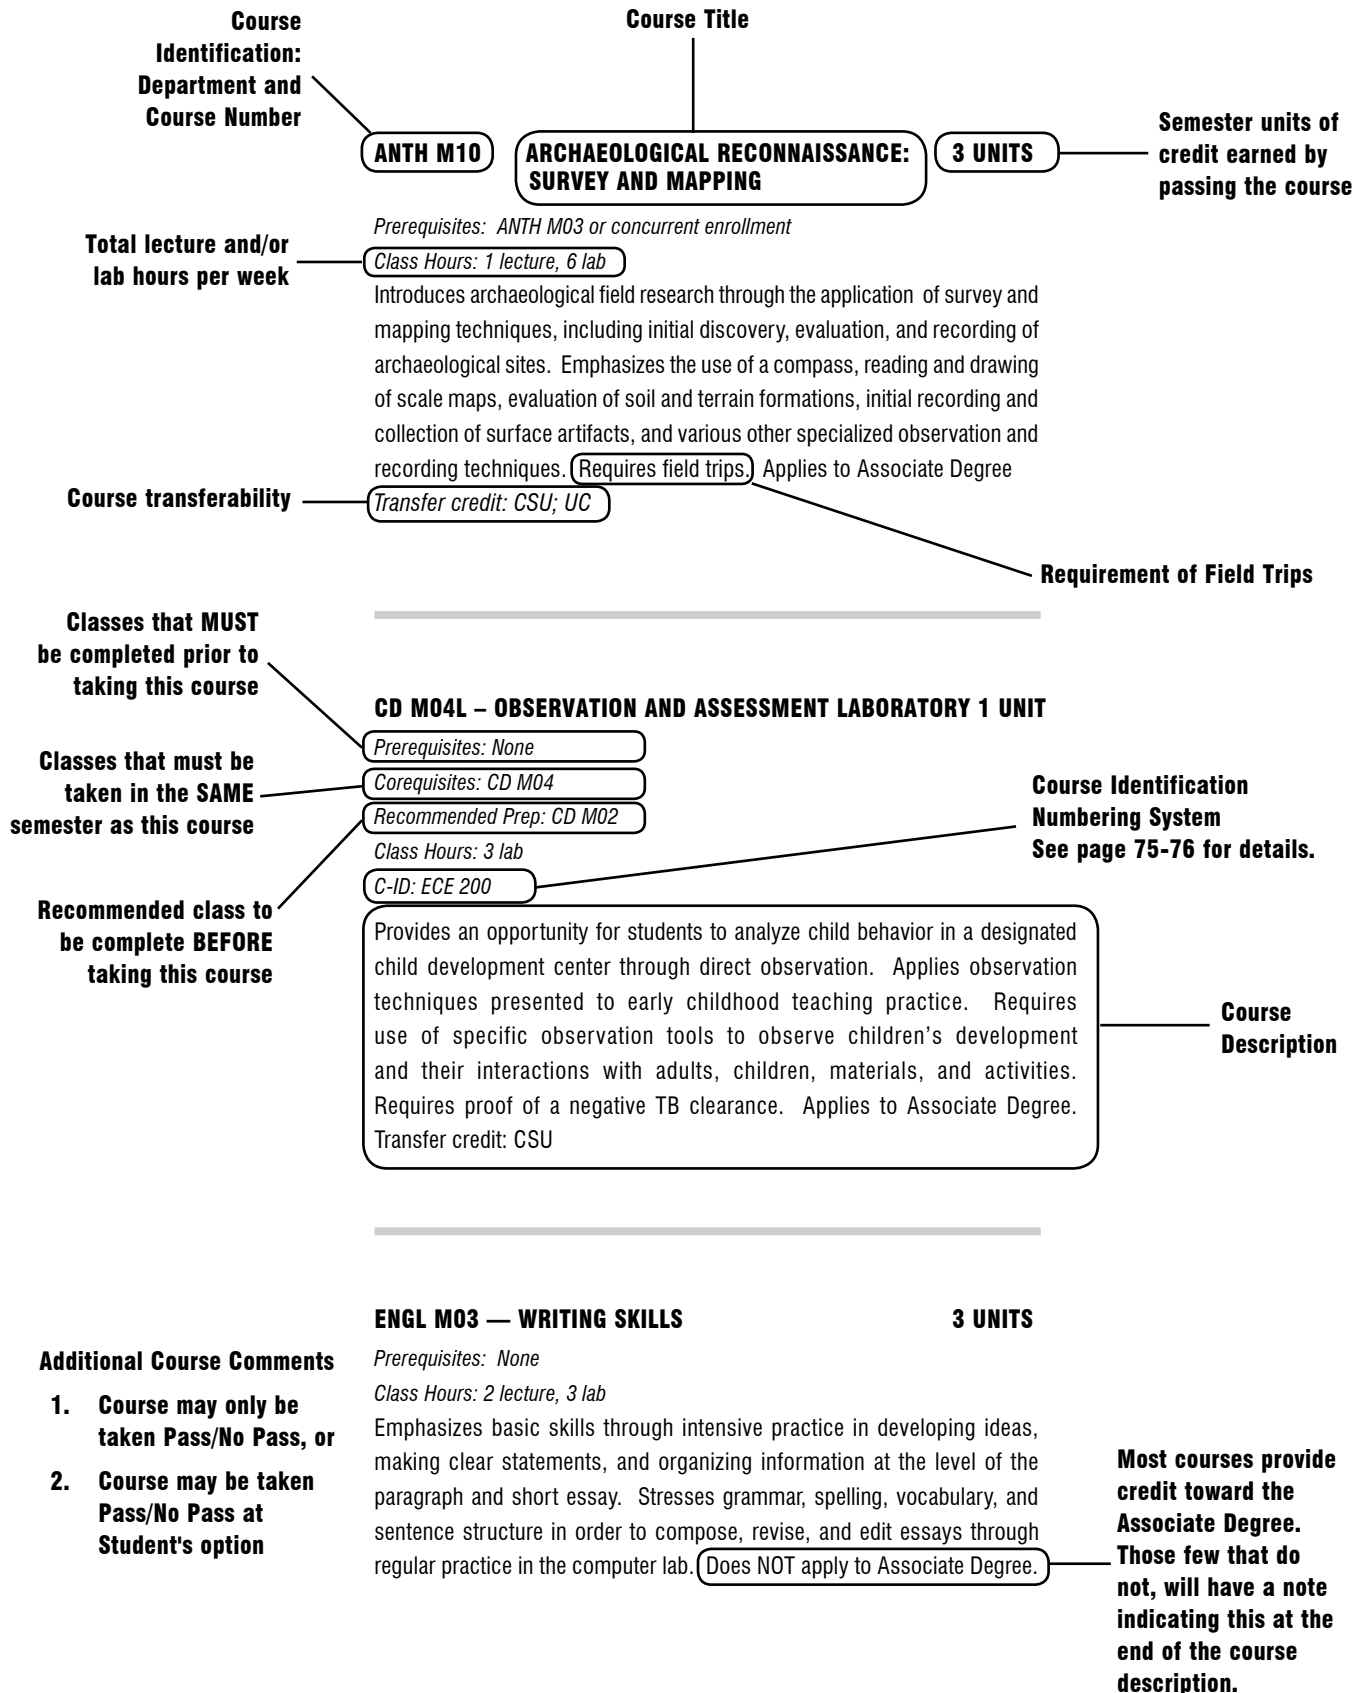 Course
Identification:
Department and
Course Number
Course Title
ANTH M10
ARCHAEOLOGICAL RECONNAISSANCE:
SURVEY AND MAPPING
3 UNITS
Semester units of
credit earned by
passing the course
Prerequisites: ANTH M03 or concurrent enrollment
Total lecture and/or
lab hours per week
Class Hours: 1 lecture, 6 lab
Introduces archaeological field research through the application of survey and
mapping techniques, including initial discovery, evaluation, and recording of
archaeological sites. Emphasizes the use of a compass, reading and drawing
of scale maps, evaluation of soil and terrain formations, initial recording and
collection of surface artifacts, and various other specialized observation and
recording techniques. Requires field trips. Applies to Associate Degree
Course transferability
Transfer credit: CSU; UC
Requirement of Field Trips
Classes that MUST
be completed prior to
taking this course
CD M04L – OBSERVATION AND ASSESSMENT LABORATORY 1 UNIT
Prerequisites: None
Classes that must be
taken in the SAME
semester as this course
Corequisites: CD M04
Recommended Prep: CD M02
Class Hours: 3 lab
C-ID: ECE 200
Course Identification
Numbering System
See page 75-76 for details.
Recommended class to
be complete BEFORE
taking this course
Provides an opportunity for students to analyze child behavior in a designated
child development center through direct observation. Applies observation
techniques presented to early childhood teaching practice. Requires
use of specific observation tools to observe children’s development
and their interactions with adults, children, materials, and activities.
Requires proof of a negative TB clearance. Applies to Associate Degree.
Transfer credit: CSU
Course
Description
ENGL M03 — WRITING SKILLS 3 UNITS
Prerequisites: None
Class Hours: 2 lecture, 3 lab
Additional Course Comments
1. Course may only be
taken Pass/No Pass, or
2. Course may be taken
Pass/No Pass at
Student's option
Emphasizes basic skills through intensive practice in developing ideas,
making clear statements, and organizing information at the level of the
paragraph and short essay. Stresses grammar, spelling, vocabulary, and
sentence structure in order to compose, revise, and edit essays through
regular practice in the computer lab. Does NOT apply to Associate Degree.
Most courses provide
credit toward the
Associate Degree.
Those few that do
not, will have a note
indicating this at the
end of the course
description.